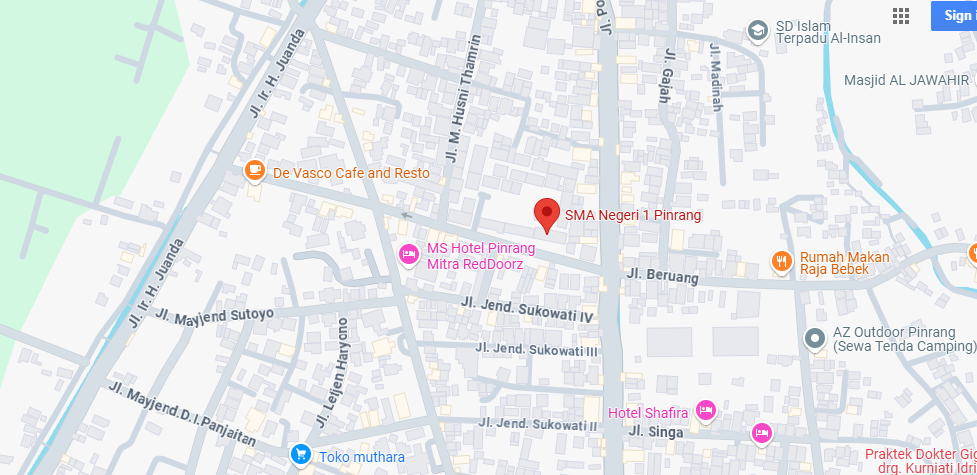 Sign i
Jl. Po
SD Islam
Terpadu Al-Insan
Jl. Ir. H. Juanda
Jl. M. Husni Thamrin
Jl. Gajah
Jl. Madinah
Masjid AL JAWAHIR
De Vasco Cafe and Resto
SMA Negeri 1 Pinrang
MS Hotel Pinrang
Mitra RedDoorz
Jl. Ir. H. Juanda
Jl. Beruang
Rumah Makan
Raja Bebek
Jl. Mayjend Sutoyo
Jl. Jend. Sukowati IV
AZ Outdoor Pinrang
(Sewa Tenda Camping)
Jl. Jend. Sukowati III
Jl. Letjen Haryono
Jl. Mayjend.D.I.Panjaitan
Hotel Shafira
Jl. Jend. Sukowati II
Jl. Singa
Toko muthara
Praktek Dokter Gig
drg. Kurniati Idri